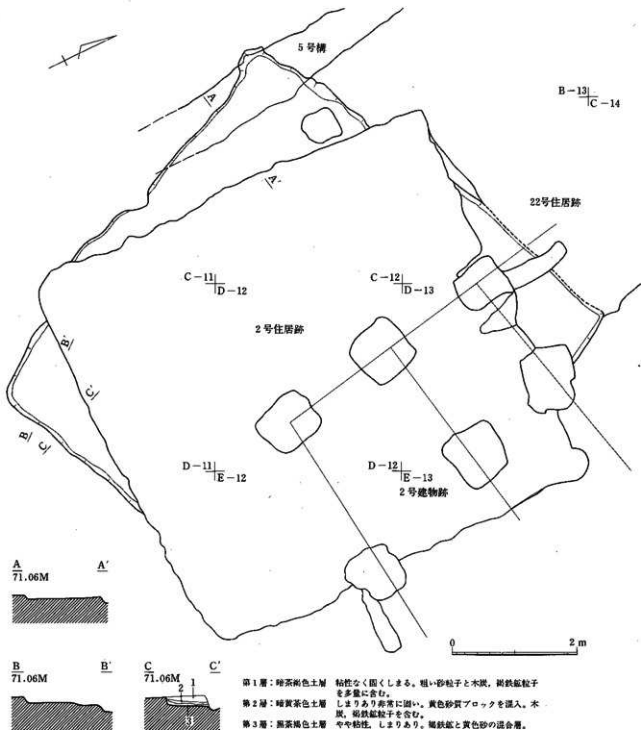 5号構
A
B-13
C-14
A'
22号住居跡
C-11
D-12
C-12
D-13
2号住居跡
B'
C'
B
C
D-11
E-12
D-12
E-13
2号建物跡
A
A'
71.06M
0
2 m
B
B'
71.06M
C
C'
71.06M
1
2
3
第1層：暗茶褐色土層　粘性なく固くしまる。粗い砂粒子と木炭，褐鉄鉱粒子
を多量に含む。
第2層：暗黄茶色土層　しまりあり非常に固い。黄色砂質ブロックを混入。木
炭，褐鉄鉱粒子を含む。
第3層：黒茶褐色土層　やや粘性，しまりあり。褐鉄鉱と黄色砂の混合層。